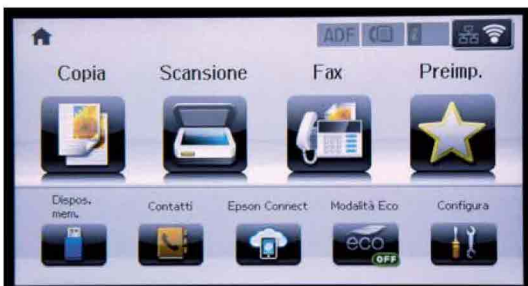 ADF
Copia Scansione Fax Preimp.
Dispos.
mem. Contatti Epson Connect Modalità Eco Configura
eco
OFF